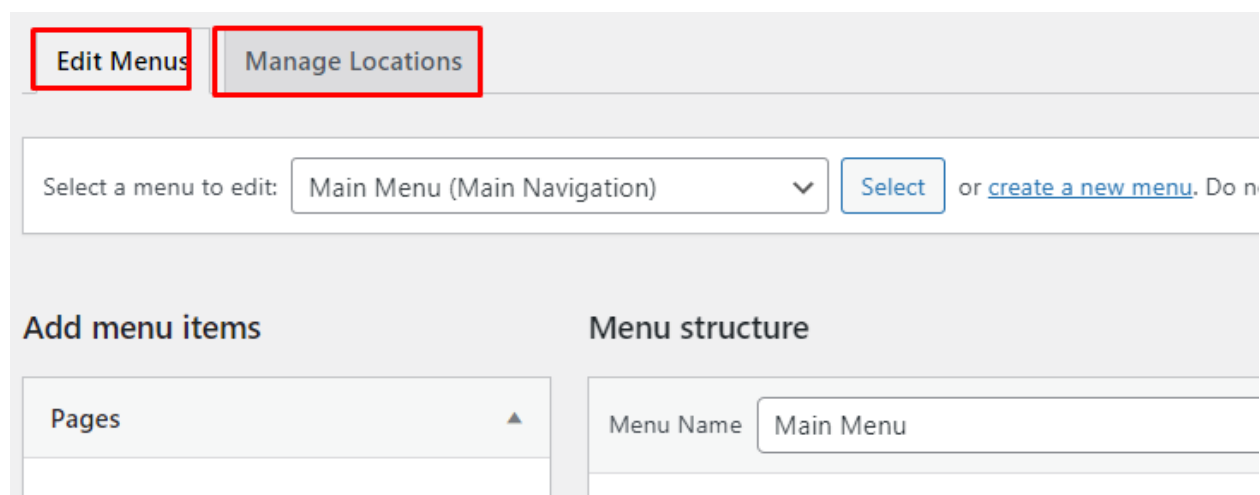 Edit Menus Manage Locations
Select a menu to edit: Main Menu (Main Navigation) Select or create a new menu. Do
Add menu items Menu structure
Pages Menu Name Main Menu